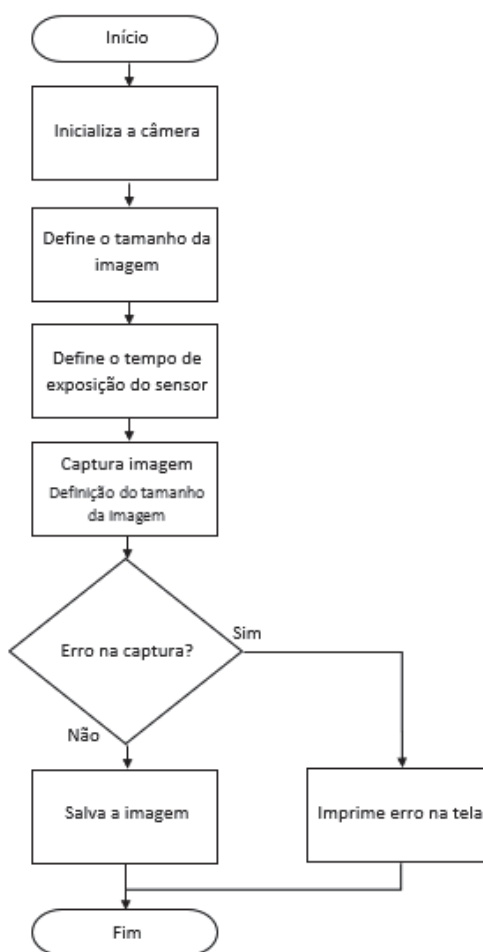 Início
Inicializa a câmera
Define o tamanho da
imagem
Define o tempo de
exposição do sensor
Captura imagem
Definição do tamanho
da imagem
Erro na captura?
Sim
Não
Salva a imagem
Imprime erro na tela
Fim